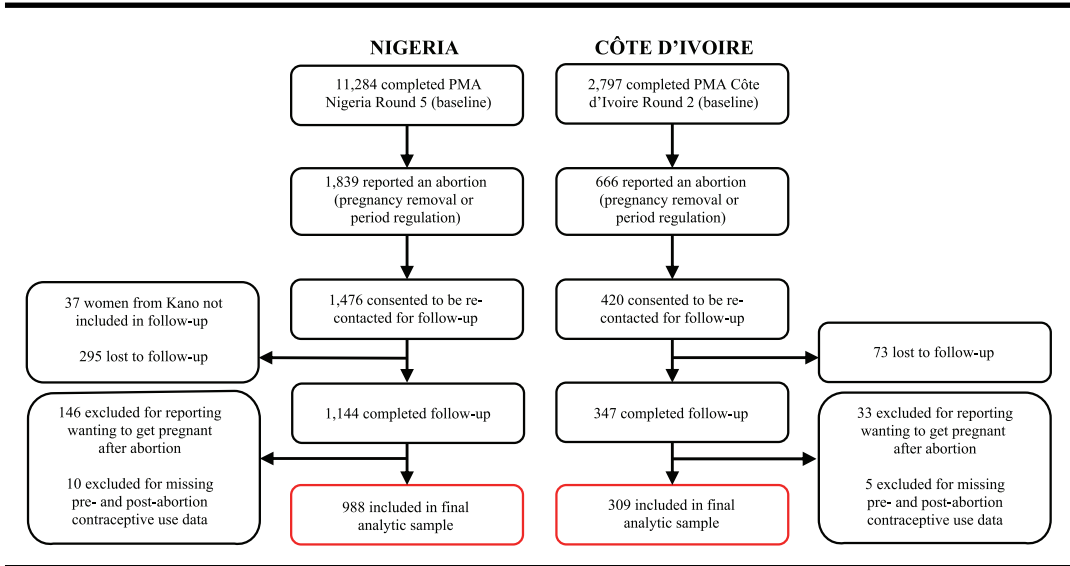 NIGERIA
11,284 completed PMA
Nigeria Round 5 (baseline)
1,839 reported an abortion
(pregnancy removal or
period regulation)
1,476 consented to be re-
contacted for follow-up
37 women from Kano not
included in follow-up
295 lost to follow-up
1,144 completed follow-up
146 excluded for reporting
wanting to get pregnant
after abortion
10 excluded for missing
pre- and post-abortion
contraceptive use data
988 included in final
analytic sample
CÔTE D'IVOIRE
2,797 completed PMA Côte
d'Ivoire Round 2 (baseline)
666 reported an abortion
(pregnancy removal or
period regulation)
420 consented to be re-
contacted for follow-up
73 lost to follow-up
347 completed follow-up
33 excluded for reporting
wanting to get pregnant
after abortion
5 excluded for missing
pre- and post-abortion
contraceptive use data
309 included in final
analytic sample